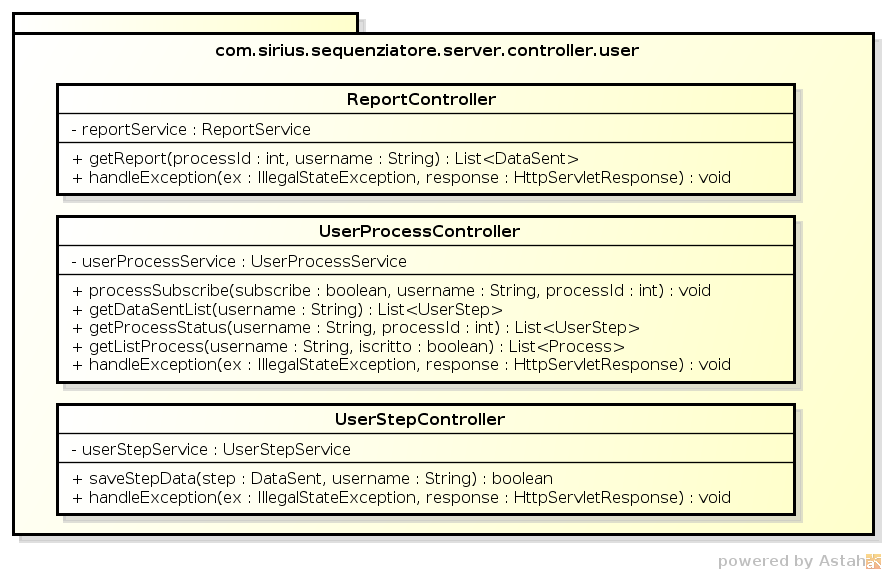 com.sirius.sequenziatore.server.controller.user
ReportController
- reportService : ReportService
+ getReport(processId : int, username : String) : List<DataSent>
+ handleException(ex : IllegalStateException, response : HttpServletResponse) : void
UserProcessController
- userProcessService : UserProcessService
+ processSubscribe(subscribe : boolean, username : String, processId : int) : void
+ getDataSentList(username : String) : List<UserStep>
+ getProcessStatus(username : String, processId : int) : List<UserStep>
+ getListProcess(username : String, iscritto : boolean) : List<Process>
+ handleException(ex : IllegalStateException, response : HttpServletResponse) : void
UserStepController
- userStepService : UserStepService
+ saveStepData(step : DataSent, username : String) : boolean
+ handleException(ex : IllegalStateException, response : HttpServletResponse) : void
powered by Astah